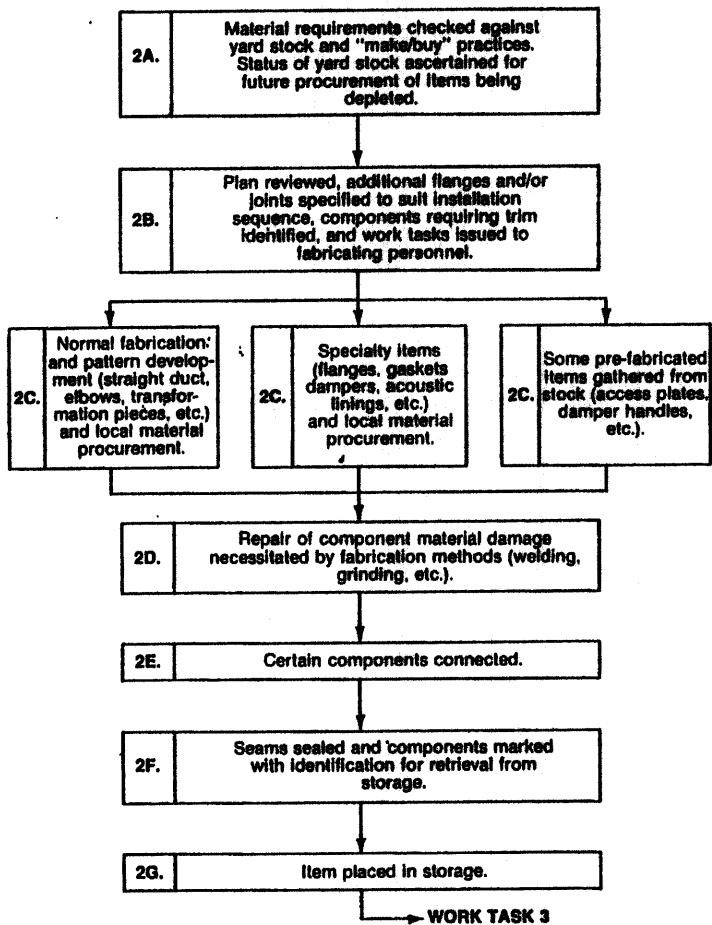 2A.
Material requirements checked against
yard stock and "make/buy" practices.
Status of yard stock ascertained for
future procurement of items being
depleted.
2B.
Plan reviewed, additional flanges and/or
joints specified to suit installation
sequence, components requiring trim
identified, and work tasks issued to
fabricating personnel.
2C.
Normal fabrication
and pattern develop-
ment (straight duct,
elbows, transfor-
mation pieces, etc.)
and local material
procurement.
2C.
Specialty items
(flanges, gaskets
dampers, acoustic
linings, etc.)
and local material
procurement.
2C.
Some pre-fabricated
items gathered from
stock (access plates,
damper handles,
etc.).
2D.
Repair of component material damage
necessitated by fabrication methods (welding,
grinding, etc.).
2E.
Certain components connected.
2F.
Seams sealed and components marked
with identification for retrieval from
storage.
2G.
Item placed in storage.
WORK TASK 3